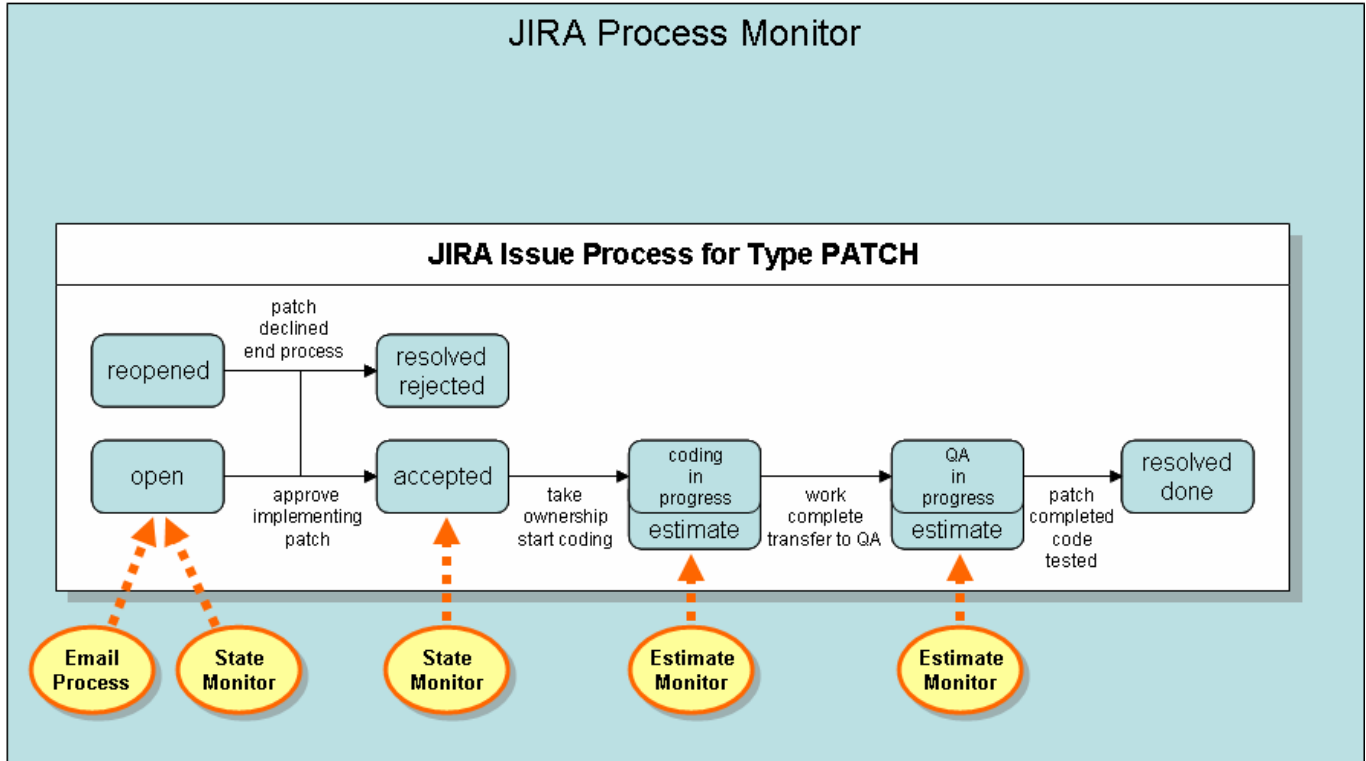 JIRA Process Monitor
JIRA Issue Process for Type PATCH
patch
declined
end process
reopened
resolved
rejected
open
approve
implementing
patch
accepted
take
ownership
start coding
coding
in
progress
estimate
work
complete
transfer to QA
QA
in
progress
estimate
patch
completed
code
tested
resolved
done
Email
Process
State
Monitor
State
Monitor
Estimate
Monitor
Estimate
Monitor